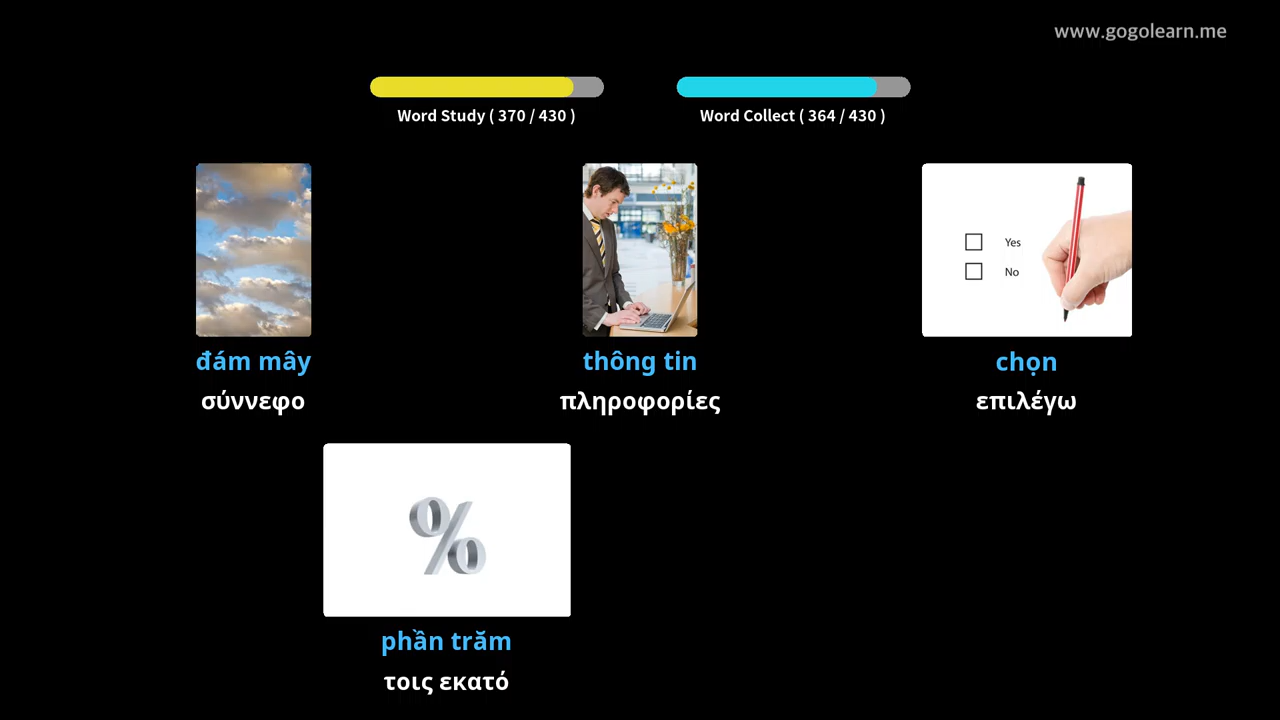 www.gogolearn.me
Word Study ( 370 / 430 )
Word Collect ( 364 / 430 )
Yes
No
đám mây
thông tin
chọn
σύννεφο
πληροφορίες
επιλέγω
%
phần trăm
τοις εκατό